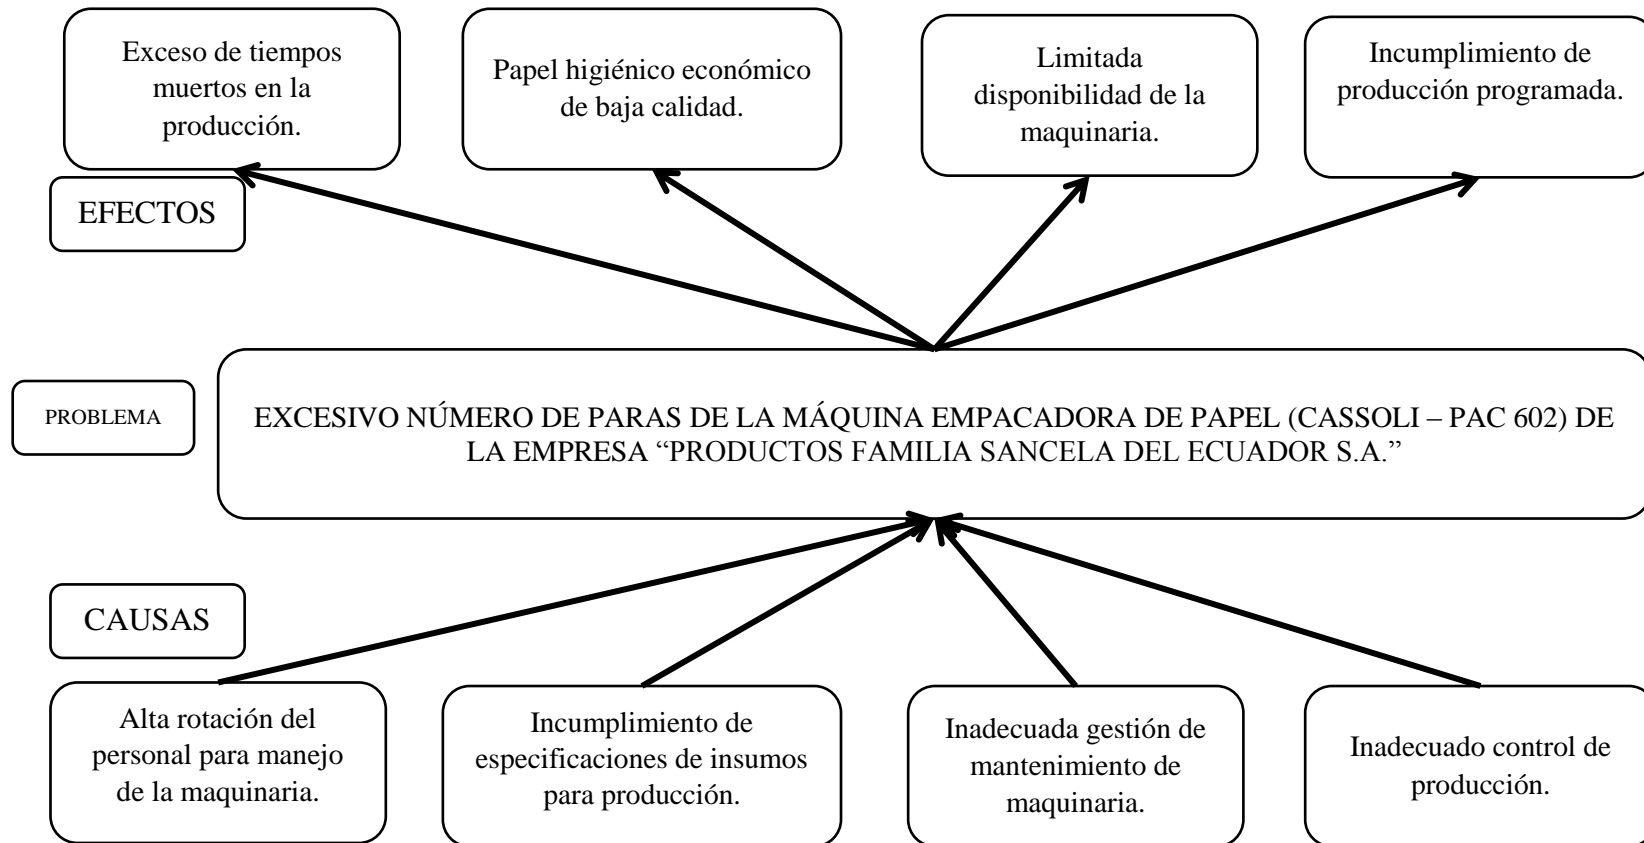 Exceso de tiempos
muertos en la
producción.
Papel higiénico económico
de baja calidad.
Limitada
disponibilidad de la
maquinaria.
Incumplimiento de
producción programada.
EFECTOS
PROBLEMA
EXCESIVO NÚMERO DE PARAS DE LA MÁQUINA EMPACADORA DE PAPEL (CASSOLI – PAC 602) DE
LA EMPRESA “PRODUCTOS FAMILIA SANCELA DEL ECUADOR S.A.”
CAUSAS
Alta rotación del
personal para manejo
de la maquinaria.
Incumplimiento de
especificaciones de insumos
para producción.
Inadecuada gestión de
mantenimiento de
maquinaria.
Inadecuado control de
producción.